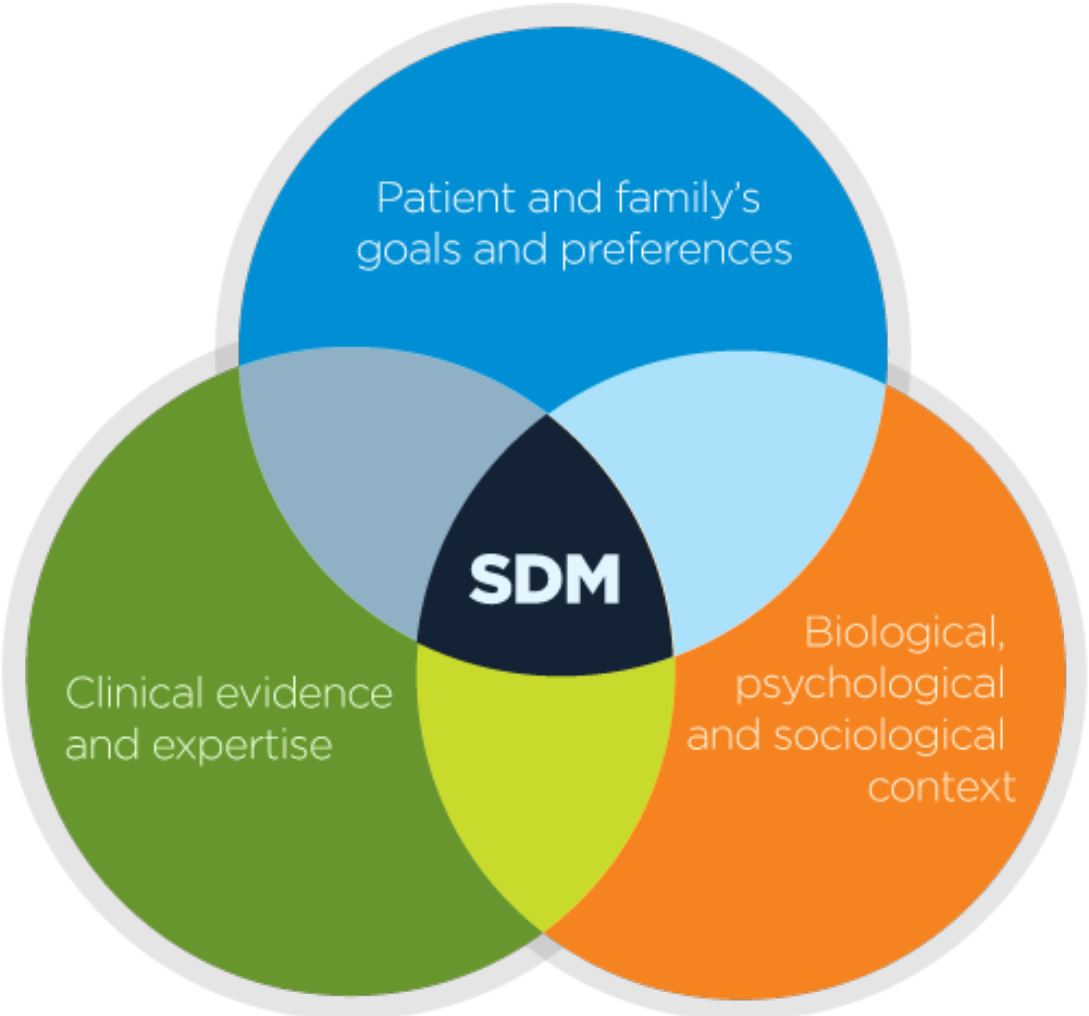 Patient and family’s
goals and preferences
SDM
Clinical evidence
and expertise
Biological,
psychological
and sociological
context